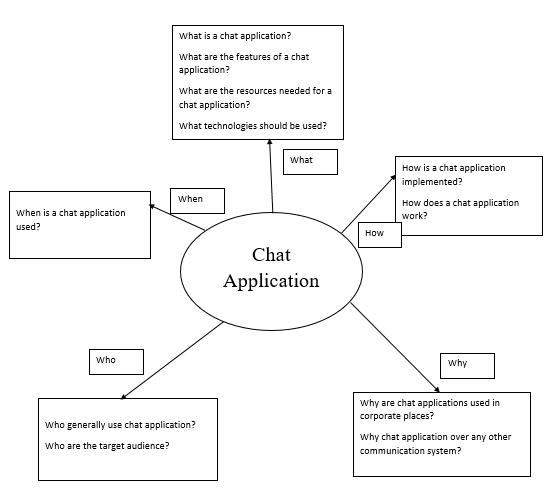 What is a chat application?
What are the features of a chat
application?
What are the resources needed for a
chat application?
What technologies should be used?
What
How is a chat application
implemented?
How does a chat application
work?
How
When
When is a chat application
used?
Chat
Application
Who
Who generally use chat application?
Who are the target audience?
Why
Why are chat applications used in
corporate places?
Why chat application over any other
communication system?